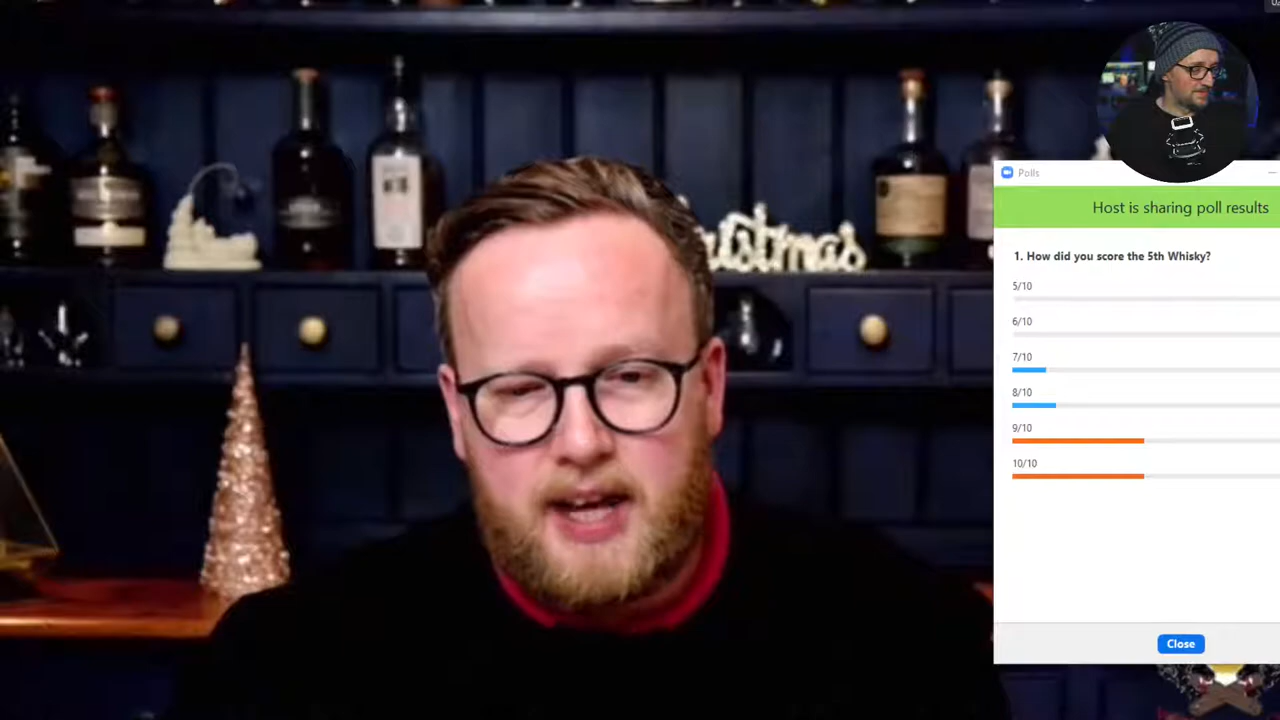 Polls
Host is sharing poll results
1. How did you score the 5th Whisky?
5/10
6/10
7/10
8/10
9/10
10/10
Close